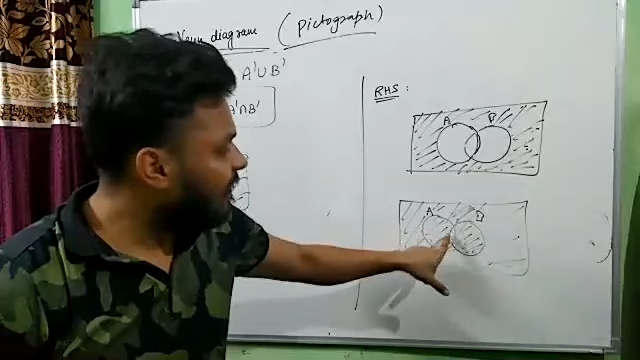 Venn diagram (Pictograph)
A'UB'
A'∩B'
RHS :
A B
A B